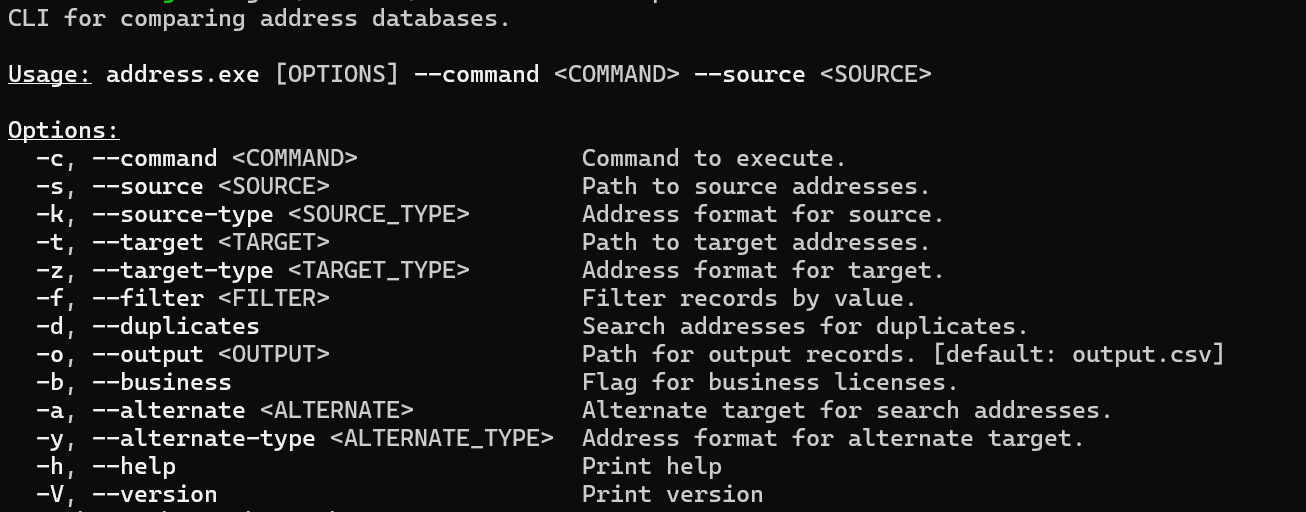 CLI for comparing address databases.
Usage: address.exe [OPTIONS] --command <COMMAND> --source <SOURCE>
Options:
-c, --command <COMMAND>                Command to execute.
-s, --source <SOURCE>                  Path to source addresses.
-k, --source-type <SOURCE_TYPE>        Address format for source.
-t, --target <TARGET>                  Path to target addresses.
-z, --target-type <TARGET_TYPE>        Address format for target.
-f, --filter <FILTER>                  Filter records by value.
-d, --duplicates                       Search addresses for duplicates.
-o, --output <OUTPUT>                  Path for output records. [default: output.csv]
-b, --business                         Flag for business licenses.
-a, --alternate <ALTERNATE>            Alternate target for search addresses.
-y, --alternate-type <ALTERNATE_TYPE>  Address format for alternate target.
-h, --help                             Print help
-V, --version                          Print version